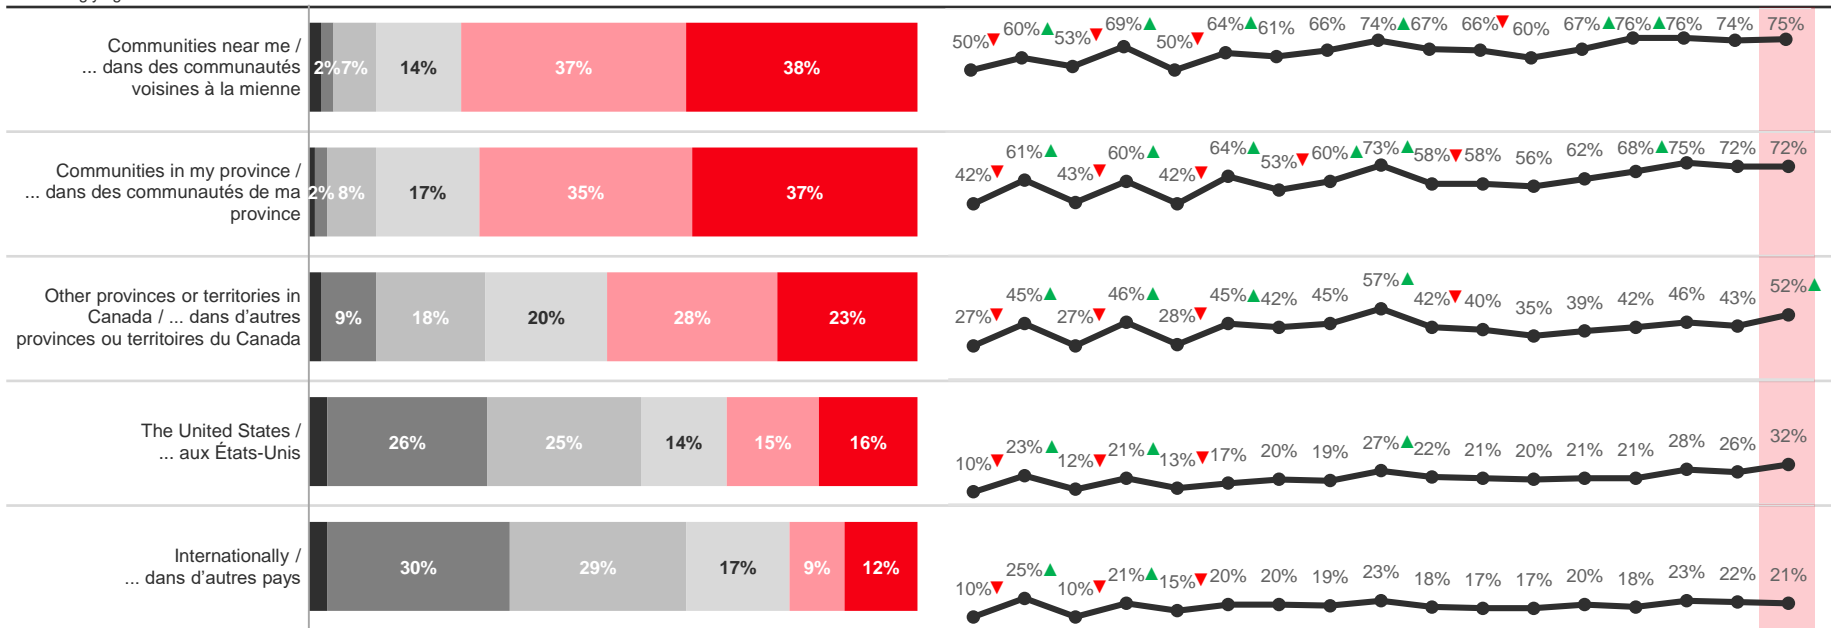 Communities near me /
... dans des communautés
voisines à la mienne
2% 7% 14% 37% 38%
50%▼ 60%▲ 53%▼ 69%▲ 50%▼ 64%▲ 61% 66% 74%▲ 67% 66%▼ 60% 67%▲ 76%▲ 76% 74% 75%
Communities in my province /
... dans des communautés de ma
province
2% 8% 17% 35% 37%
42%▼ 61%▲ 43%▼ 60%▲ 42%▼ 64%▲ 53%▼ 60%▲ 73%▲ 58%▼ 58% 56% 62% 68%▲ 75% 72% 72%
Other provinces or territories in
Canada / ... dans d'autres
provinces ou territoires du Canada
9% 18% 20% 28% 23%
27%▼ 45%▲ 27%▼ 46%▲ 28%▼ 45%▲ 42% 45% 57%▲ 42%▼ 40% 35% 39% 42% 46% 43% 52%▲
The United States /
... aux États-Unis
26% 25% 14% 15% 16%
10%▼ 23%▲ 12%▼ 21%▲ 13%▼ 17% 20% 19% 27%▲ 22% 21% 20% 21% 21% 28% 26% 32%
Internationally /
... dans d'autres pays
30% 29% 17% 9% 12%
10%▼ 25%▲ 10%▼ 21%▲ 15%▼ 20% 20% 19% 23% 18% 17% 17% 20% 18% 23% 22% 21%